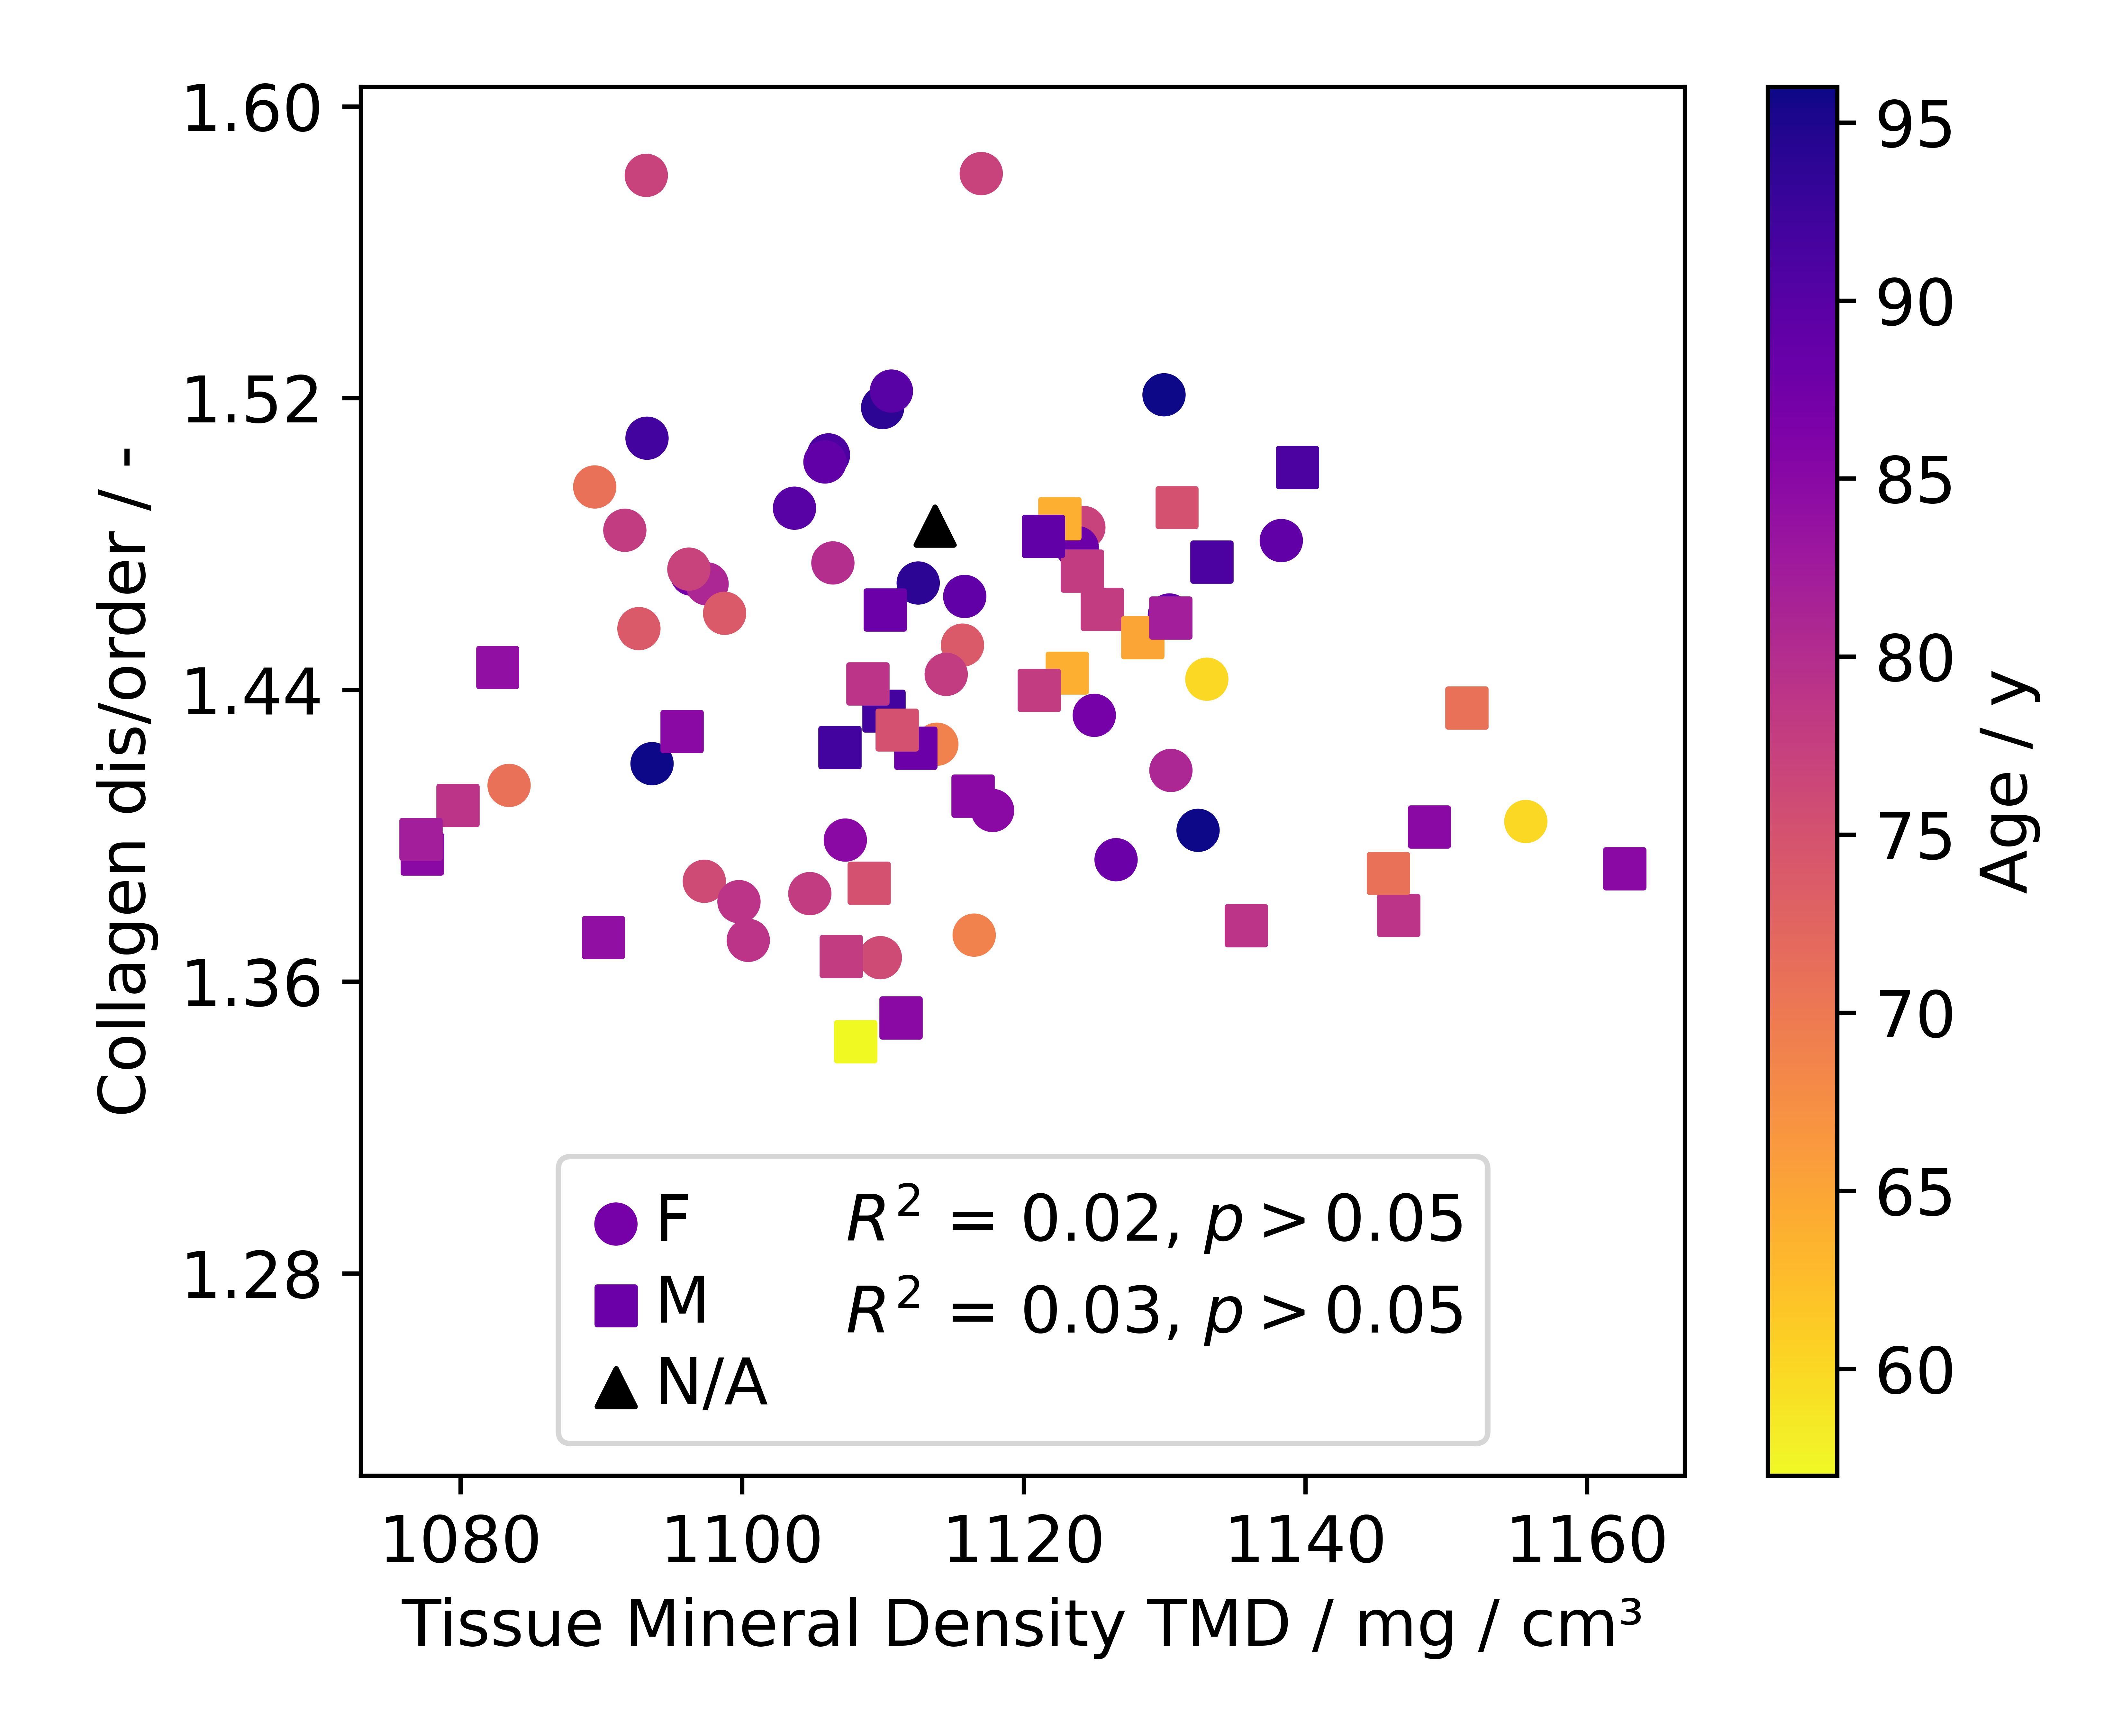 1.60
1.52
1.44
1.36
1.28
Collagen dis/order / -
F R² = 0.02, p > 0.05
M R² = 0.03, p > 0.05
N/A
1080 1100 1120 1140 1160
Tissue Mineral Density TMD / mg / cm³
95
90
85
80
75
70
65
60
Age / y